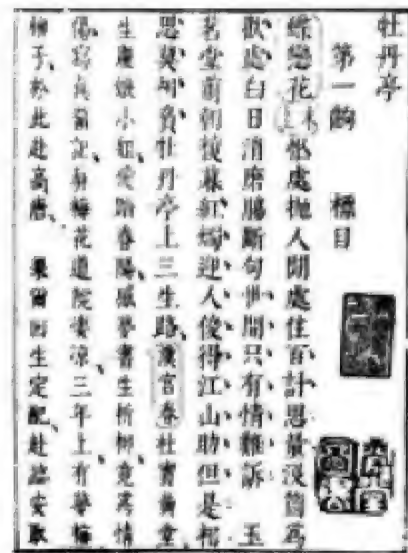 牡丹亭
第一齣 標目
蝶戀花 末上 忙處拋人閒處住百計思量沒箇為
歡處白日消磨腸斷句世間只有情難訴 玉
茗堂前朝後暮紅燭迎人俊得江山助但是相
思莫相負牡丹亭上三生路 漢宮春 杜寶黃堂
生麗娘小姐愛踏春陽感夢書生折柳竟為情
傷寫真留記葬梅花道院淒涼三年上有夢梅
柳子於此赴高唐 果爾回生定配赴臨安取